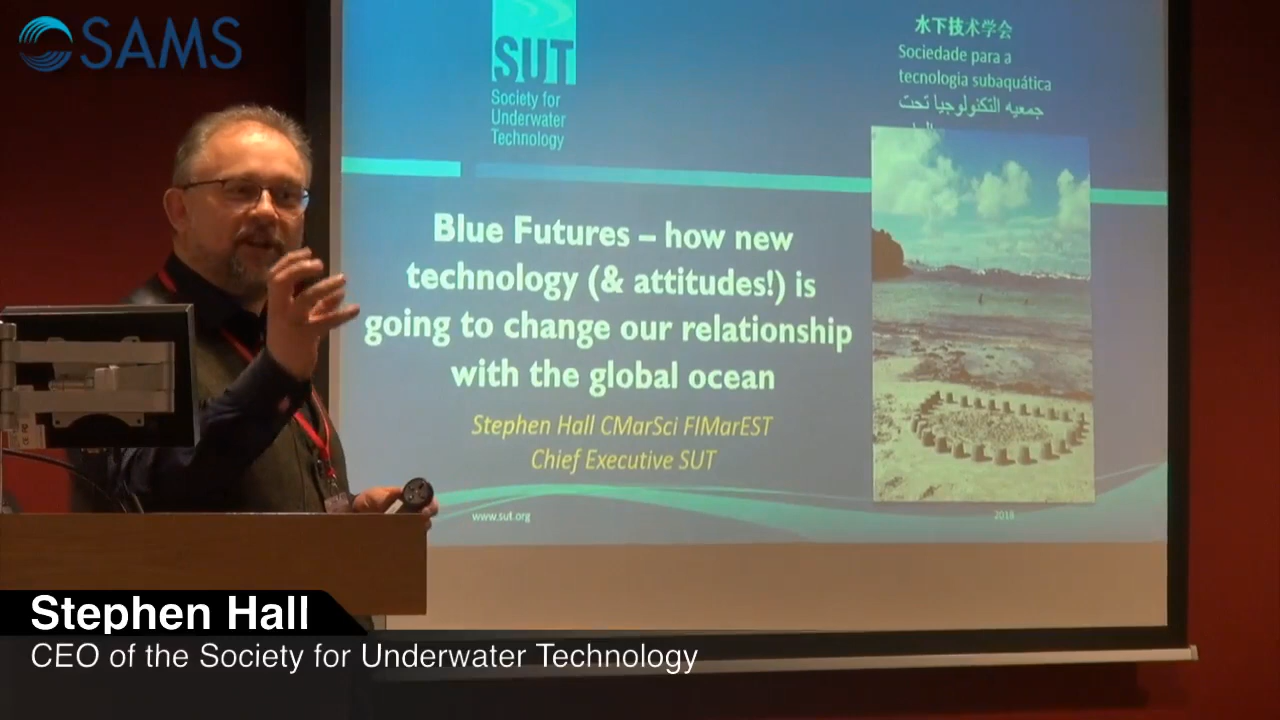 SAMS
SUT
Society for
Underwater
Technology
水下技术学会
Sociedade para a
tecnologia subaquática
جمعيه التكنولوجيا تحت
Blue Futures – how new
technology (& attitudes!) is
going to change our relationship
with the global ocean
Stephen Hall CMarSci FIMarEST
Chief Executive SUT
www.sut.org
2018
Stephen Hall
CEO of the Society for Underwater Technology